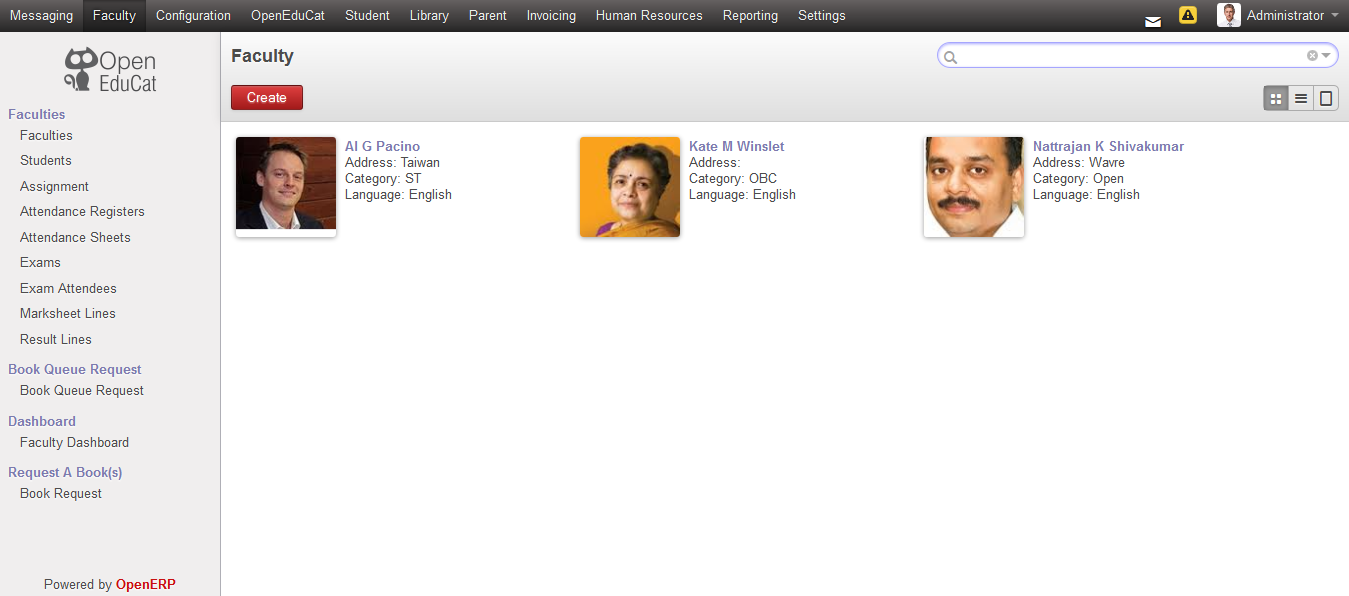 Messaging Faculty Configuration OpenEduCat Student Library Parent Invoicing Human Resources Reporting Settings Administrator
Open
EduCat
Faculties
Faculties
Students
Assignment
Attendance Registers
Attendance Sheets
Exams
Exam Attendees
Marksheet Lines
Result Lines
Book Queue Request
Book Queue Request
Dashboard
Faculty Dashboard
Request A Book(s)
Book Request
Powered by OpenERP
Faculty
Create
Al G Pacino
Address: Taiwan
Category: ST
Language: English
Kate M Winslet
Address:
Category: OBC
Language: English
Nattrajan K Shivakumar
Address: Wavre
Category: Open
Language: English